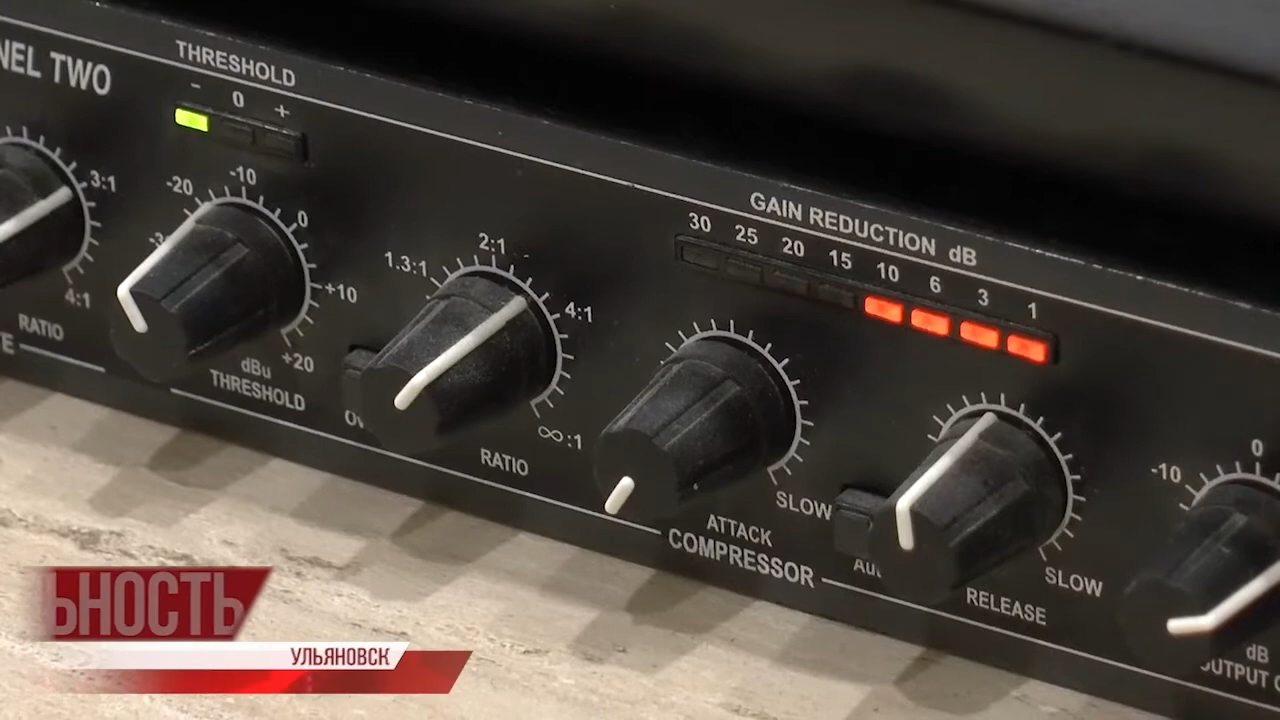 NEL TWO
THRESHOLD
- 0 +
-20 -10 0 +10 +20
dBu
THRESHOLD
3:1
4:1
RATIO
1.3:1 2:1 4:1 ∞:1
RATIO
GAIN REDUCTION dB
30 25 20 15 10 6 3 1
SLOW
ATTACK
COMPRESSOR
SLOW
RELEASE
-10 0
dB
ЬНОСТЬ
УЛЬЯНОВСК